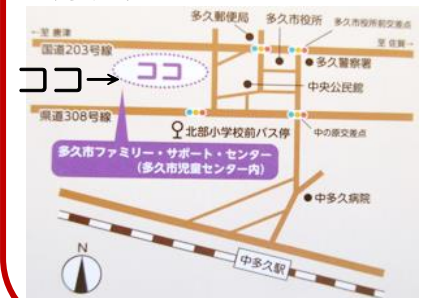 多久郵便局
多久市役所
多久市役所前交差点
←至 唐津
国道203号線
至 佐賀→
ココ→
ココ
多久警察署
中央公民館
県道308号線
北部小学校前バス停
中の原交差点
多久市ファミリー・サポート・センター
(多久市児童センター内)
中多久病院
N
中多久駅